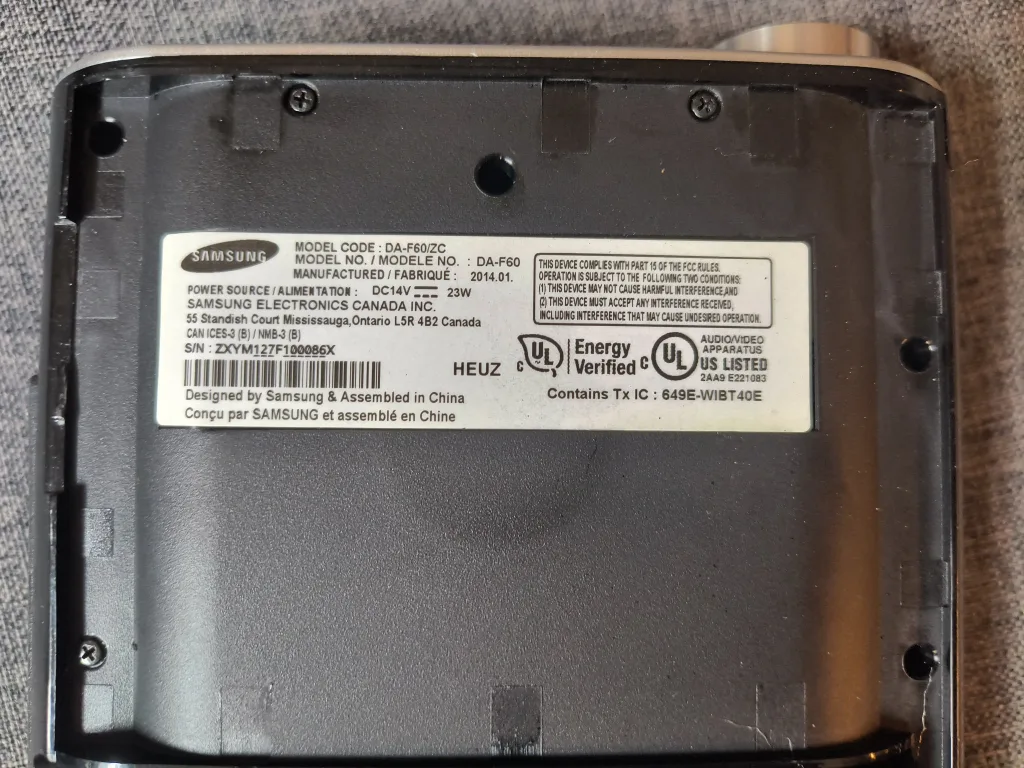 SAMSUNG
MODEL CODE : DA-F60/ZC
MODEL NO. / MODELE NO. : DA-F60
MANUFACTURED / FABRIQUÉ : 2014.01.
POWER SOURCE / ALIMENTATION : DC14V 23W
SAMSUNG ELECTRONICS CANADA INC.
55 Standish Court Mississauga,Ontario L5R 4B2 Canada
CAN ICES-3 (B) / NMB-3 (B)
S/N : ZXYM127F100086X
Designed by Samsung & Assembled in China
Conçu par SAMSUNG et assemblé en Chine
THIS DEVICE COMPLIES WITH PART 15 OF THE FCC RULES.
OPERATION IS SUBJECT TO THE FOLLOWING TWO CONDITIONS:
(1) THIS DEVICE MAY NOT CAUSE HARMFUL INTERFERENCE,AND
(2) THIS DEVICE MUST ACCEPT ANY INTERFERENCE RECEIVED,
INCLUDING INTERFERENCE THAT MAY CAUSE UNDESIRED OPERATION.
HEUZ
C UL Energy
Verified
C UL AUDIO/VIDEO
APPARATUS
US LISTED
2AA9 E221083
Contains Tx IC : 649E-WIBT40E